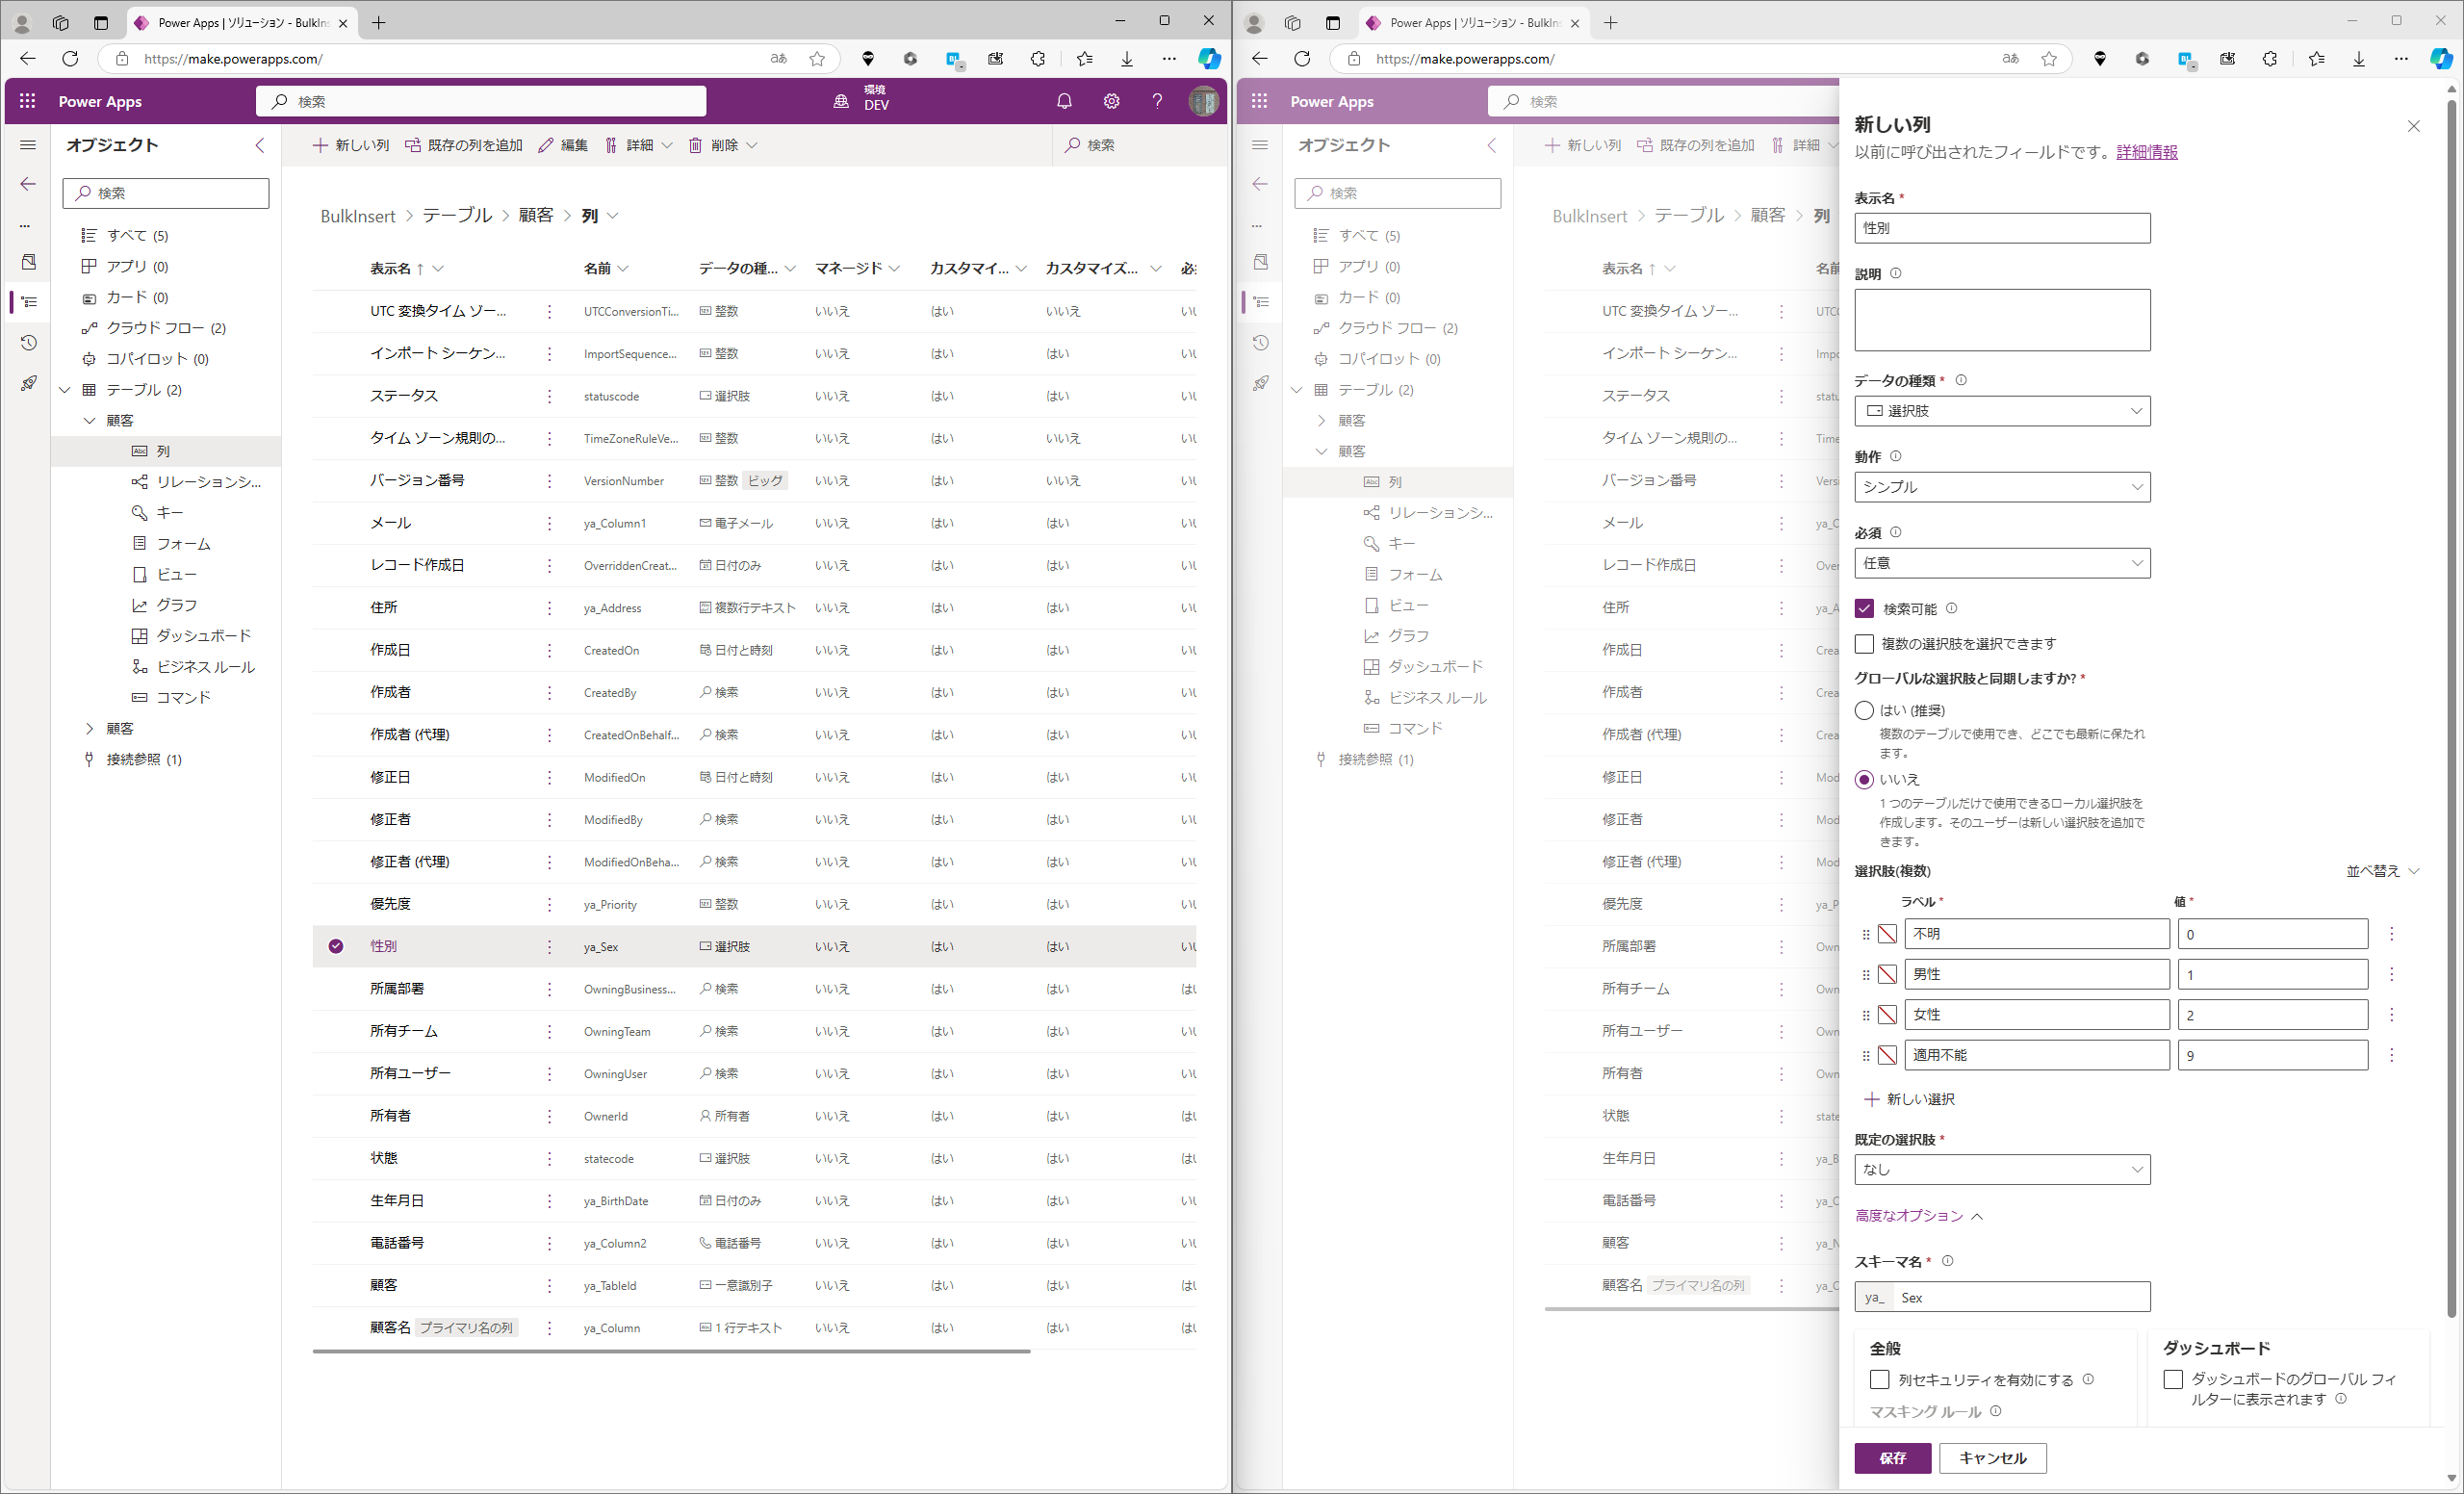 Power Apps | ソリューション - BulkIns
https://make.powerapps.com/
Power Apps
検索
環境
DEV
オブジェクト
新しい列
既存の列を追加
編集
詳細
削除
検索
検索
BulkInsert > テーブル > 顧客 > 列
すべて (5)
アプリ (0)
カード (0)
クラウド フロー (2)
コパイロット (0)
テーブル (2)
顧客
列
リレーションシ...
キー
フォーム
ビュー
グラフ
ダッシュボード
ビジネス ルール
コマンド
顧客
接続参照 (1)
表示名 ↑ 名前 データの種... マネージド カスタマイ... カスタマイズ...
UTC 変換タイム ゾー... UTCConversionTi... 整数 いいえ はい いいえ
インポート シーケン... ImportSequence... 整数 いいえ はい はい
ステータス statuscode 選択肢 いいえ はい はい
タイム ゾーン規則の... TimeZoneRuleVe... 整数 いいえ はい いいえ
バージョン番号 VersionNumber 整数 ビッグ いいえ はい いいえ
メール ya_Column1 電子メール いいえ はい はい
レコード作成日 OverriddenCreat... 日付のみ いいえ はい はい
住所 ya_Address 複数行テキスト いいえ はい はい
作成日 CreatedOn 日付と時刻 いいえ はい はい
作成者 CreatedBy 検索 いいえ はい はい
作成者 (代理) CreatedOnBehalf... 検索 いいえ はい はい
修正日 ModifiedOn 日付と時刻 いいえ はい はい
修正者 ModifiedBy 検索 いいえ はい はい
修正者 (代理) ModifiedOnBeha... 検索 いいえ はい はい
優先度 ya_Priority 整数 いいえ はい はい
性別 ya_Sex 選択肢 いいえ はい はい
所属部署 OwningBusiness... 検索 いいえ はい はい
所有チーム OwningTeam 検索 いいえ はい はい
所有ユーザー OwningUser 検索 いいえ はい はい
所有者 OwnerId 所有者 いいえ はい はい
状態 statecode 選択肢 いいえ はい はい
生年月日 ya_BirthDate 日付のみ いいえ はい はい
電話番号 ya_Column2 電話番号 いいえ はい はい
顧客 ya_TableId 一意識別子 いいえ はい はい
顧客名 プライマリ名の列 ya_Column 1 行テキスト いいえ はい はい
Power Apps | ソリューション - BulkIns
https://make.powerapps.com/
Power Apps
検索
オブジェクト
新しい列
既存の列を追加
詳細
検索
BulkInsert > テーブル > 顧客 > 列
すべて (5)
アプリ (0)
カード (0)
クラウド フロー (2)
コパイロット (0)
テーブル (2)
顧客
顧客
列
リレーションシ...
キー
フォーム
ビュー
グラフ
ダッシュボード
ビジネス ルール
コマンド
接続参照 (1)
表示名 ↑ 名前
UTC 変換タイム ゾー... UTCC
インポート シーケン... Impo
ステータス statu
タイム ゾーン規則の... Time
バージョン番号 Versi
メール ya_C
レコード作成日 Over
住所 ya_A
作成日 Crea
作成者 Crea
作成者 (代理) Crea
修正日 Mod
修正者 Mod
修正者 (代理) Mod
優先度 ya_P
所属部署 Own
所有チーム Own
所有ユーザー Own
所有者 Own
状態 state
生年月日 ya_B
電話番号 ya_C
顧客 ya_N
顧客名 プライマリ名の列 ya_C
新しい列
以前に呼び出されたフィールドです。詳細情報
表示名 *
性別
説明
データの種類 *
選択肢
動作
シンプル
必須
任意
検索可能
複数の選択肢を選択できます
グローバルな選択肢と同期しますか? *
はい (推奨)
複数のテーブルで使用でき、どこでも最新に保たれ
ます。
いいえ
1 つのテーブルだけで使用できるローカル選択肢を
作成します。そのユーザーは新しい選択肢を追加で
きます。
選択肢(複数) 並べ替え
ラベル * 値 *
不明 0
男性 1
女性 2
適用不能 9
新しい選択
既定の選択肢 *
なし
高度なオプション
スキーマ名 *
ya_ Sex
全般
列セキュリティを有効にする
マスキング ルール
ダッシュボード
ダッシュボードのグローバル フィ
ルターに表示されます
保存 キャンセル